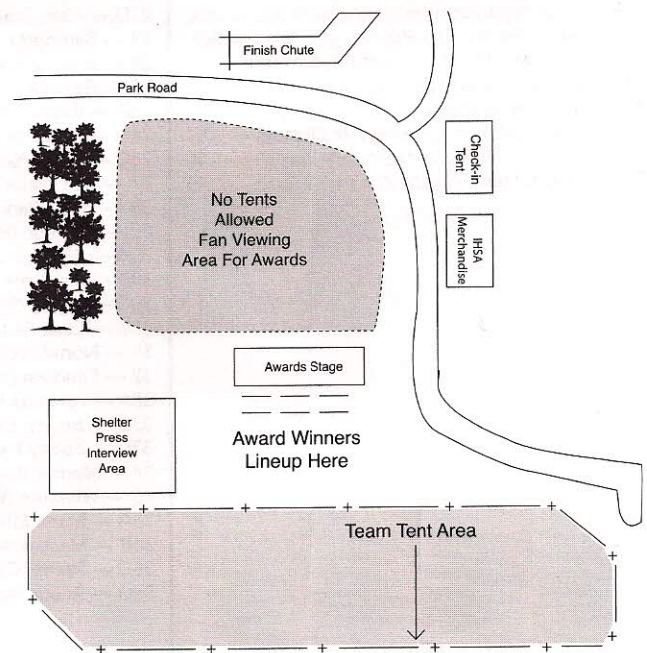 Finish Chute
Park Road
Check-in
Tent
No Tents
Allowed
Fan Viewing
Area For Awards
IHSA
Merchandise
Awards Stage
Shelter
Press
Interview
Area
Award Winners
Lineup Here
Team Tent Area